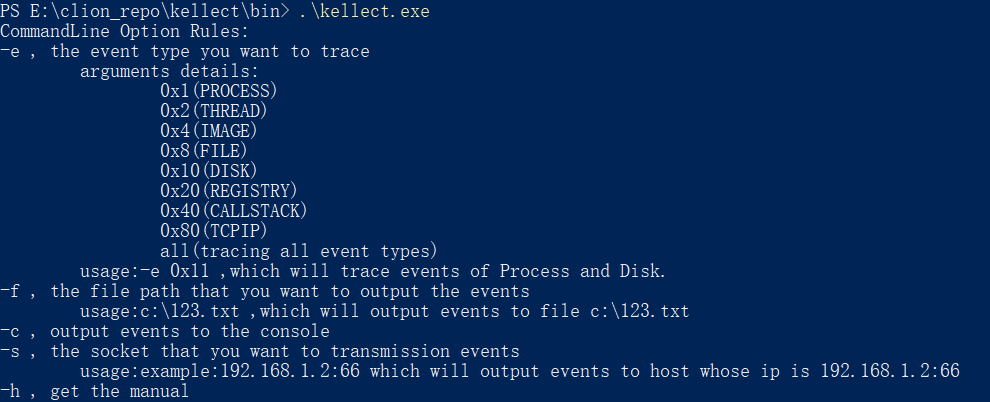 PS E:\clion_repo\kellect\bin> .\kellect.exe
CommandLine Option Rules:
-e , the event type you want to trace
arguments details:
0x1(PROCESS)
0x2(THREAD)
0x4(IMAGE)
0x8(FILE)
0x10(DISK)
0x20(REGISTRY)
0x40(CALLSTACK)
0x80(TCPIP)
all(tracing all event types)
usage:-e 0x11 ,which will trace events of Process and Disk.
-f , the file path that you want to output the events
usage:c:\123.txt ,which will output events to file c:\123.txt
-c , output events to the console
-s , the socket that you want to transmission events
usage:example:192.168.1.2:66 which will output events to host whose ip is 192.168.1.2:66
-h , get the manual